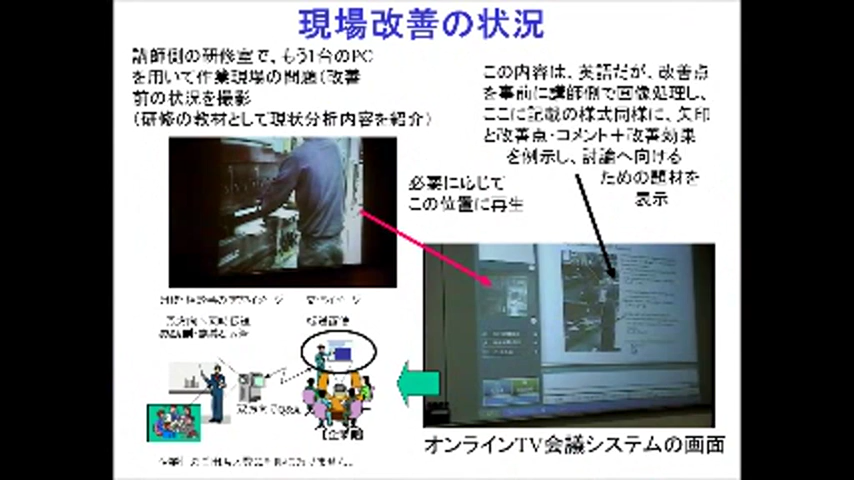 現場改善の状況
講師側の研修室で、もう1台のPC
を用いて作業現場の問題(改善
前の状況を撮影
(研修の教材として現状分析内容を紹介)
この内容は、英語だが、改善点
を事前に講師側で画像処理し、
ここに記載の様式同様に、矢印
と改善点・コメント+改善効果
を例示し、討論へ向ける
ための題材を
表示
必要に応じて
この位置に再生
双方向でQ&A
オンラインTV会議システムの画面